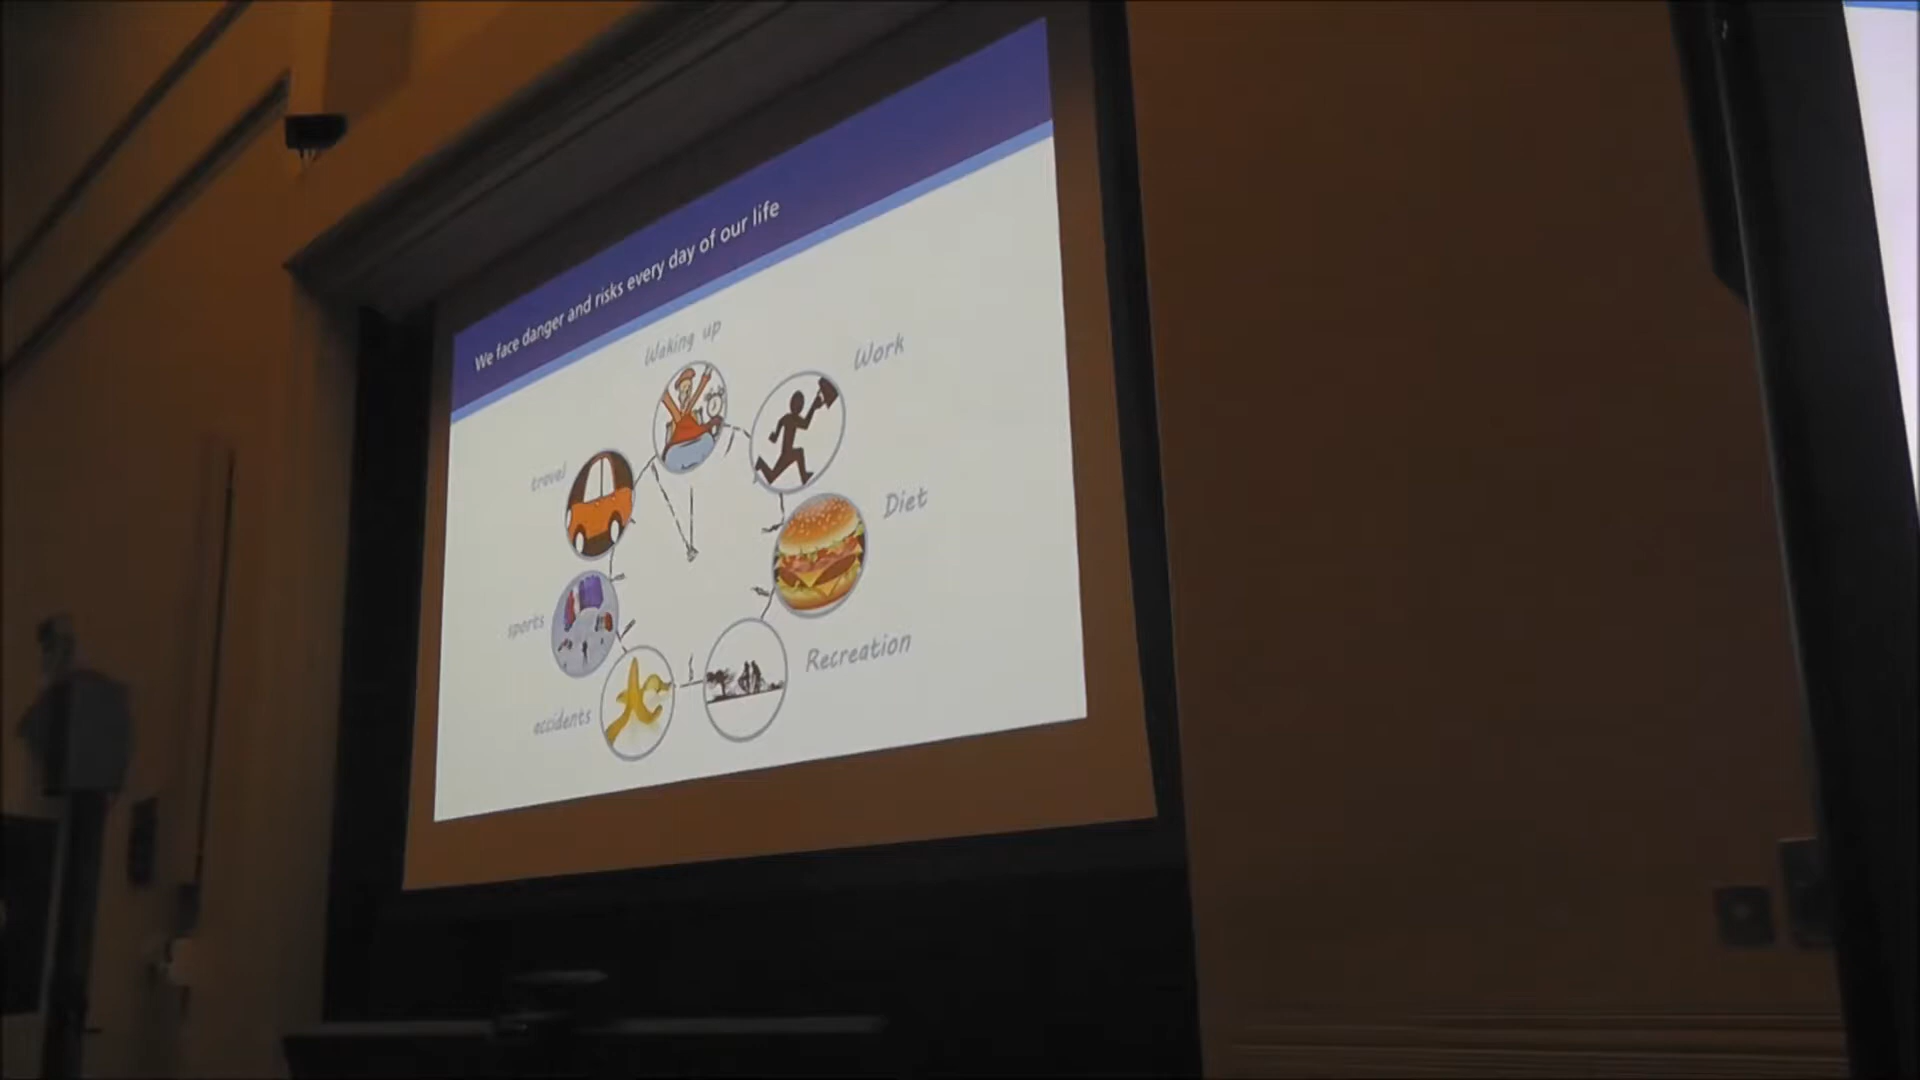 We face danger and risks every day of our life
Waking up
Work
travel
Diet
sports
Recreation
accidents